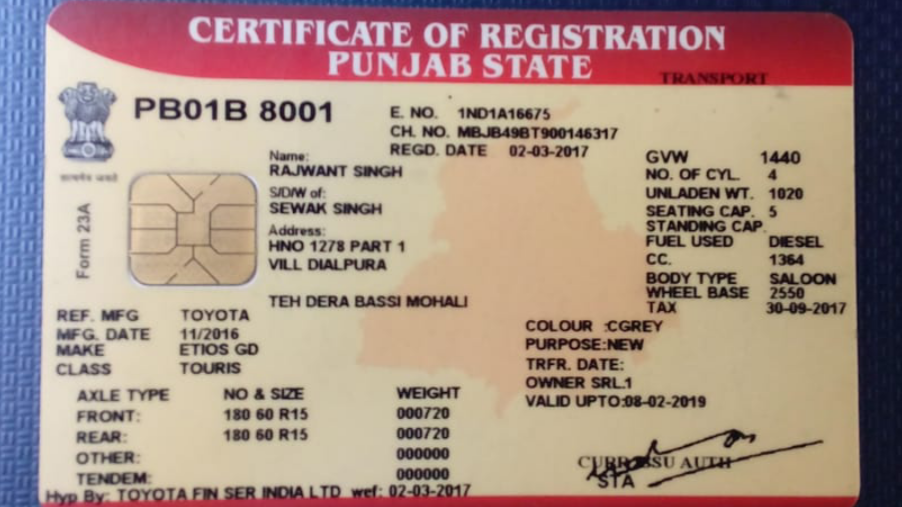 CERTIFICATE OF REGISTRATION
PUNJAB STATE
TRANSPORT
PB01B 8001
E. NO. 1ND1A16675
CH. NO. MBJB49BT900146317
REGD. DATE 02-03-2017
सत्यमेव जयते
Form 23A
Name:
RAJWANT SINGH
S/D/W of:
SEWAK SINGH
Address:
HNO 1278 PART 1
VILL DIALPURA
TEH DERA BASSI MOHALI
GVW 1440
NO. OF CYL. 4
UNLADEN WT. 1020
SEATING CAP. 5
STANDING CAP.
FUEL USED DIESEL
CC. 1364
BODY TYPE SALOON
WHEEL BASE 2550
TAX 30-09-2017
REF. MFG TOYOTA
MFG. DATE 11/2016
MAKE ETIOS GD
CLASS TOURIS
COLOUR :CGREY
PURPOSE:NEW
TRFR. DATE:
OWNER SRL.1
VALID UPTO:08-02-2019
AXLE TYPE NO & SIZE WEIGHT
FRONT: 180 60 R15 000720
REAR: 180 60 R15 000720
OTHER: 000000
TENDEM: 000000
AUTH
STA
Hyp By: TOYOTA FIN SER INDIA LTD wef: 02-03-2017